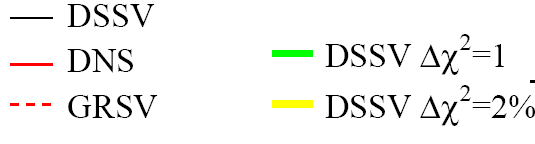 DSSV
DNS
GRSV
DSSV Δχ²=1
DSSV Δχ²=2%